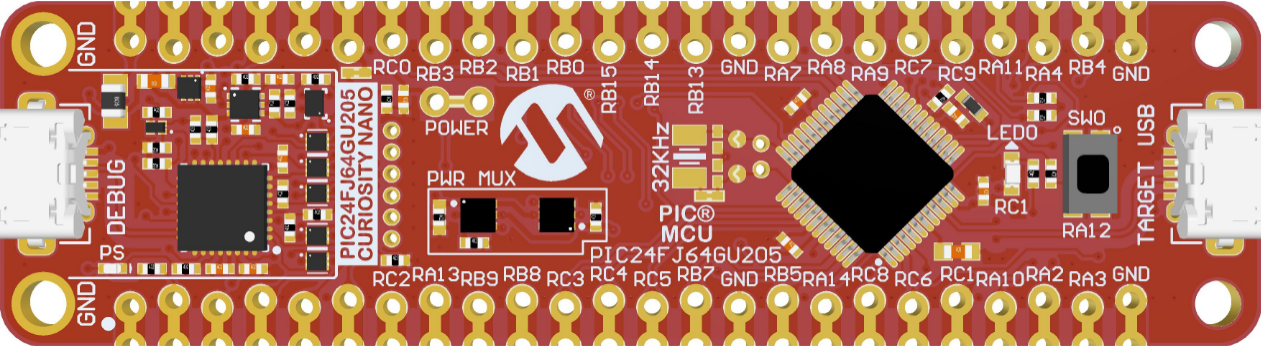 GND
RC0
RB3
RB2
RB1
RB0
RB15
RB14
RB13
GND
RA7
RA8
RA9
RC7
RC9
RA11
RA4
RB4
GND
POWER
®
PIC24FJ64GU205
CURIOSITY NANO
DEBUG
32KHz
LED0
SW0
USB
TARGET
PWR MUX
RC1
RA12
PIC®
MCU
PIC24FJ64GU205
PS
GND
RC2
RA13
RB9
RB8
RC3
RC4
RC5
RB7
GND
RB5
RA14
RC8
RC6
RC1
RA10
RA2
RA3
GND